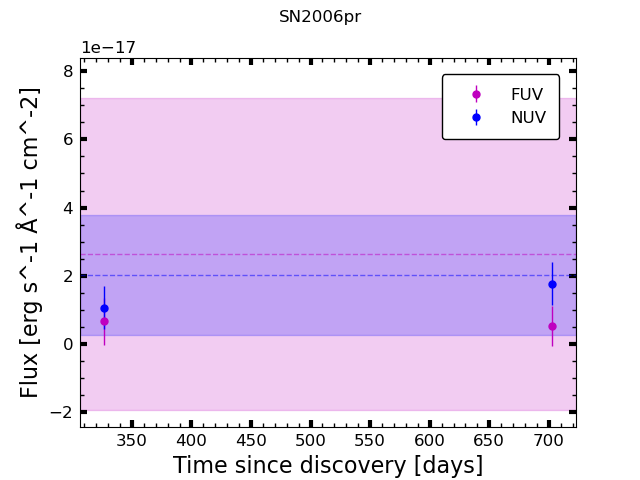 SN2006pr
1e−17
8
6
4
2
0
−2
Flux [erg s^-1 Å^-1 cm^-2]
FUV
NUV
350 400 450 500 550 600 650 700
Time since discovery [days]